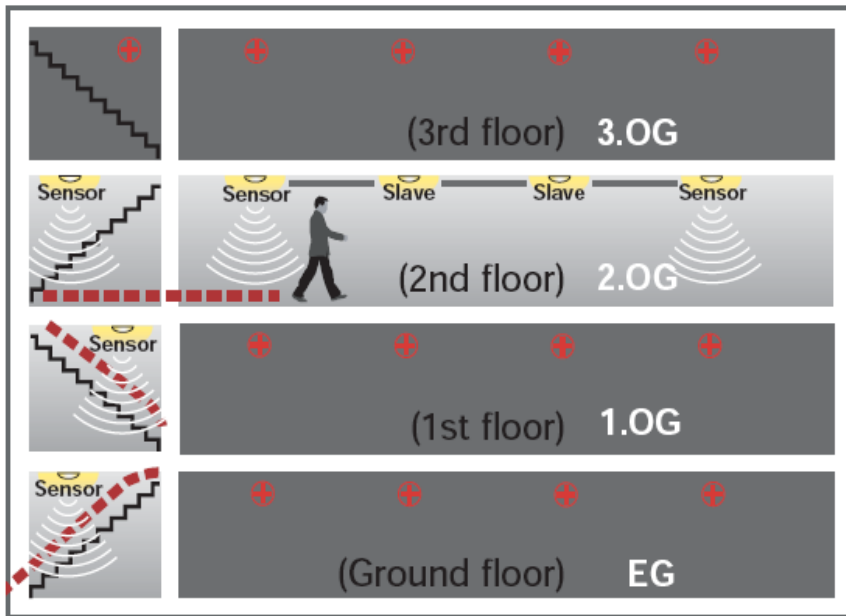 (3rd floor) 3.OG
Sensor Sensor Slave Slave Sensor
(2nd floor) 2.OG
Sensor
(1st floor) 1.OG
Sensor
(Ground floor) EG